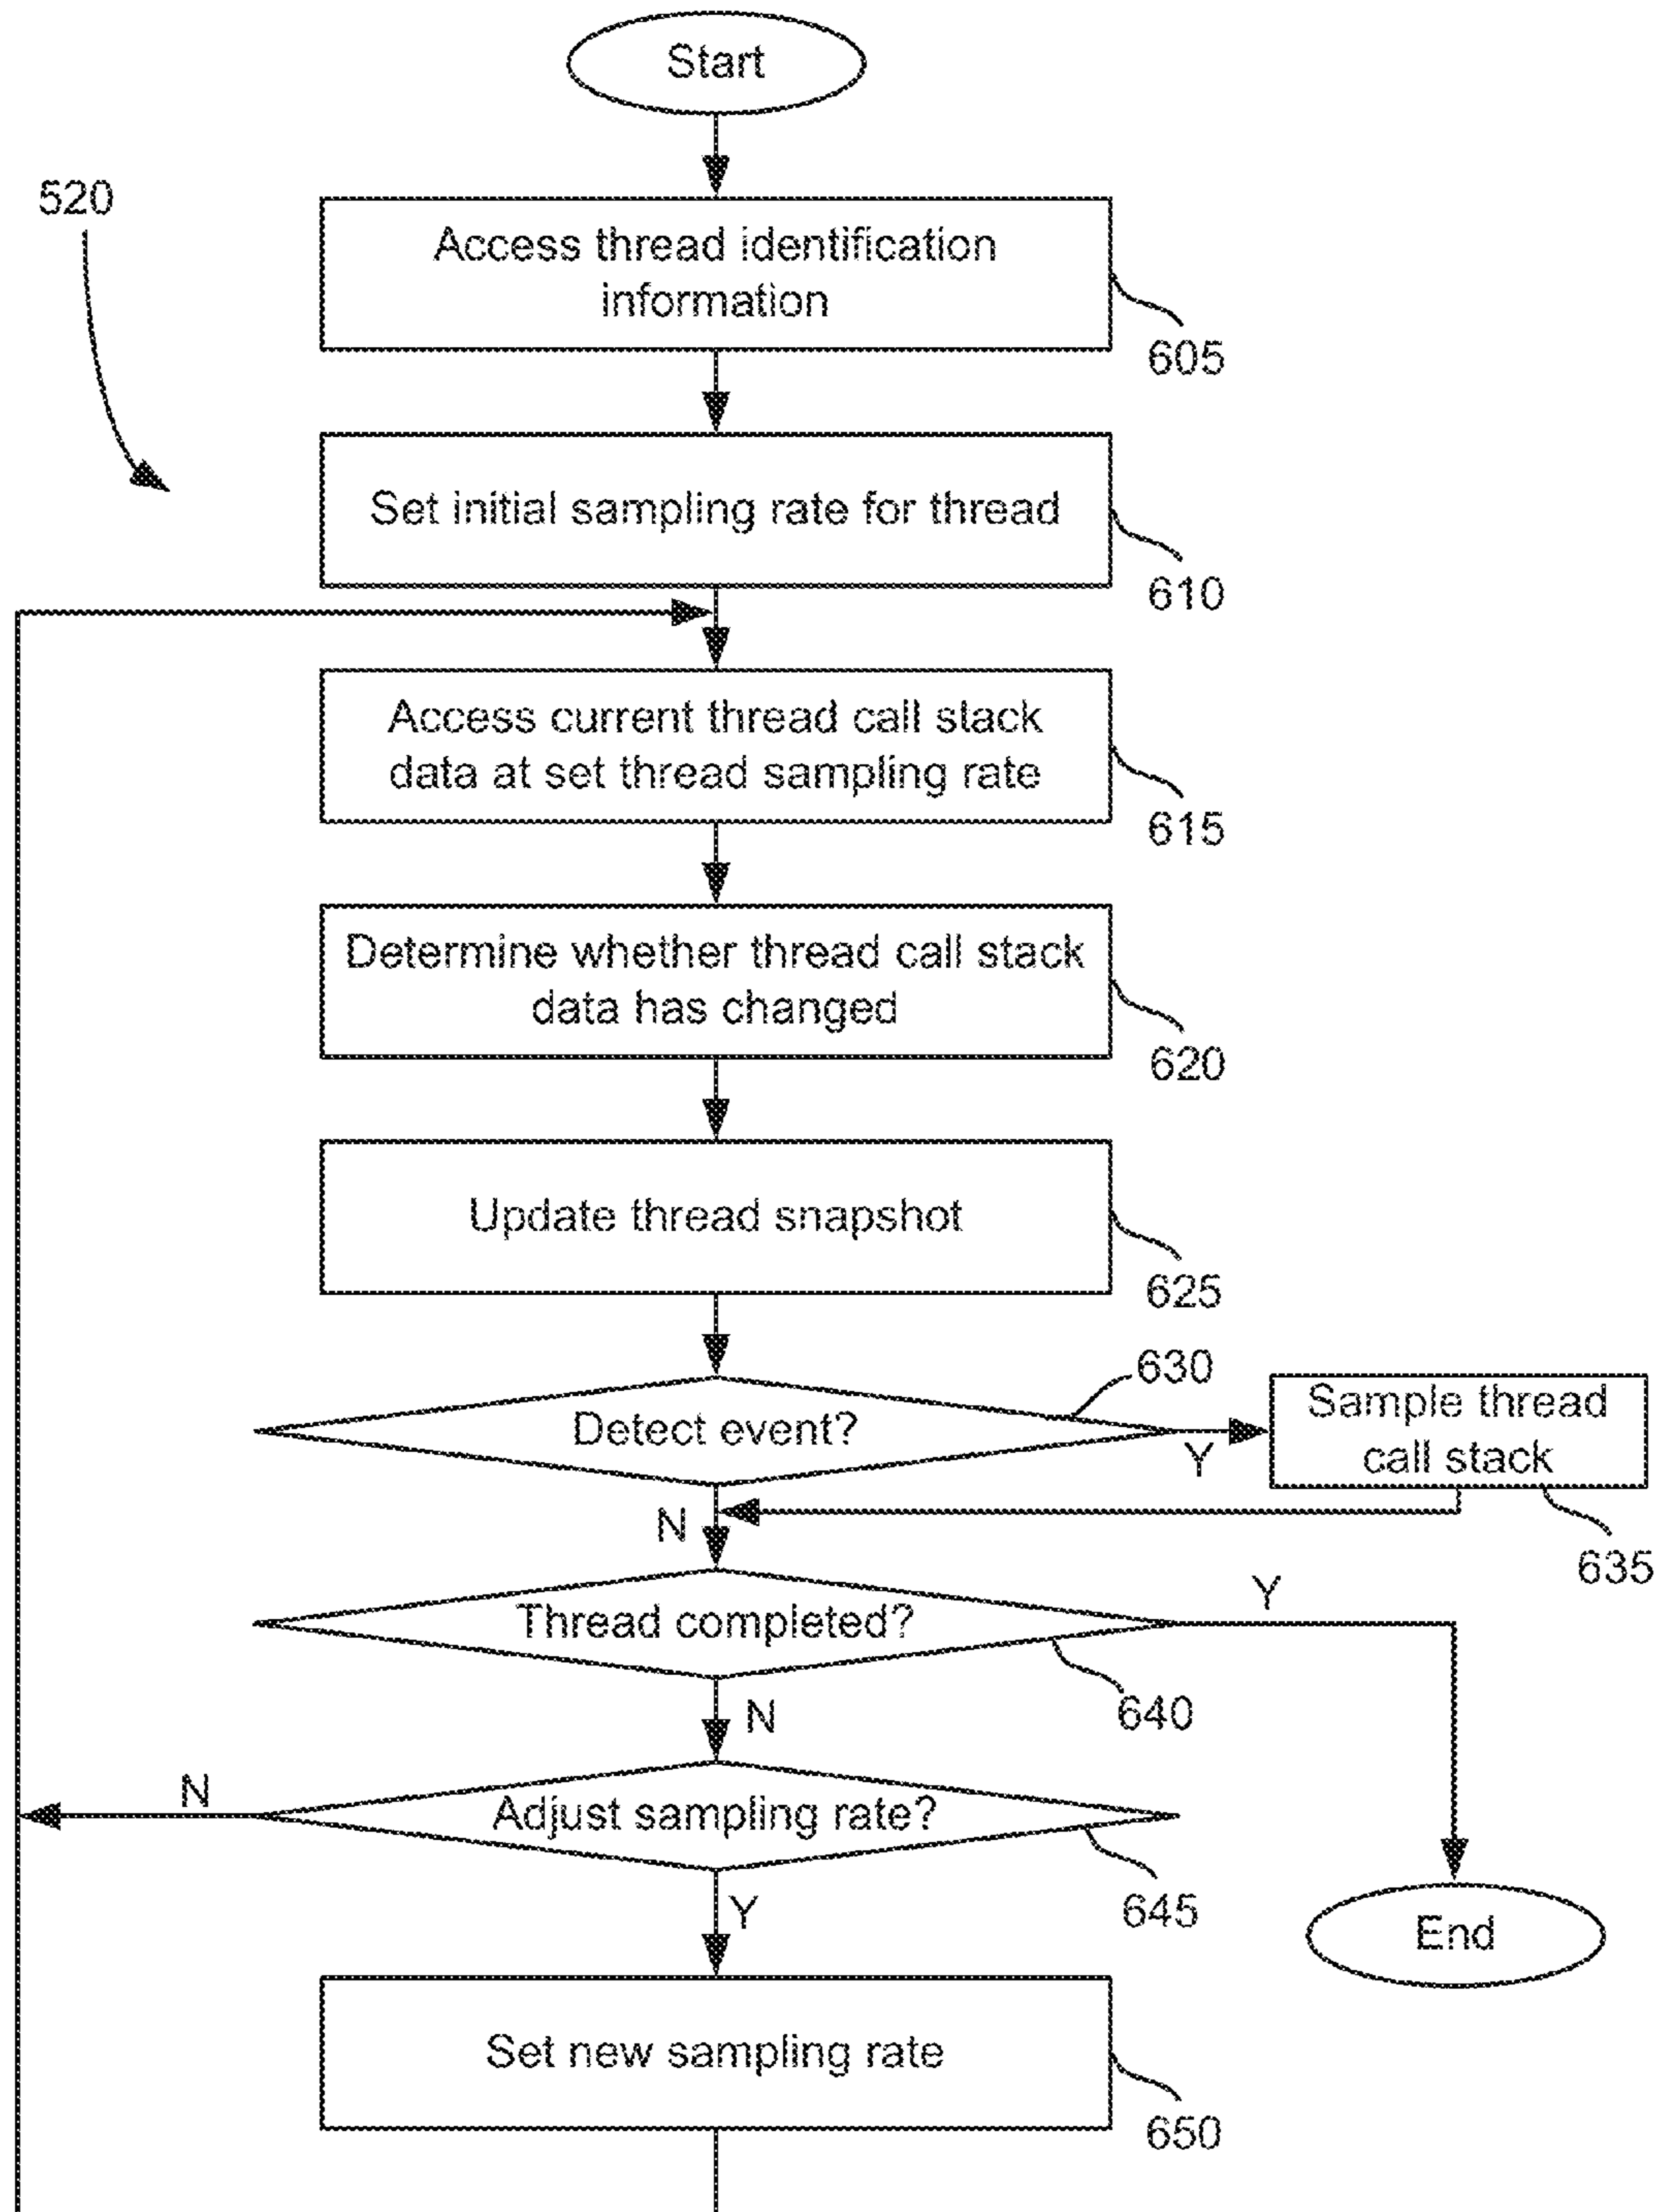 Start
520
Access thread identification
information
605
Set initial sampling rate for thread
610
Access current thread call stack
data at set thread sampling rate
615
Determine whether thread call stack
data has changed
620
Update thread snapshot
625
630
Detect event?
Y
Sample thread
call stack
635
N
Thread completed?
Y
640
N
Adjust sampling rate?
N
645
Y
End
Set new sampling rate
650